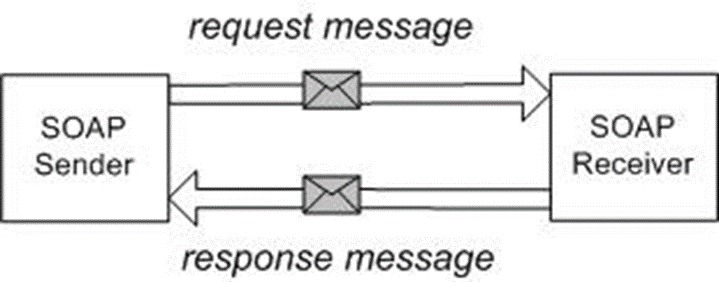 request message
SOAP
Sender
SOAP
Receiver
response message